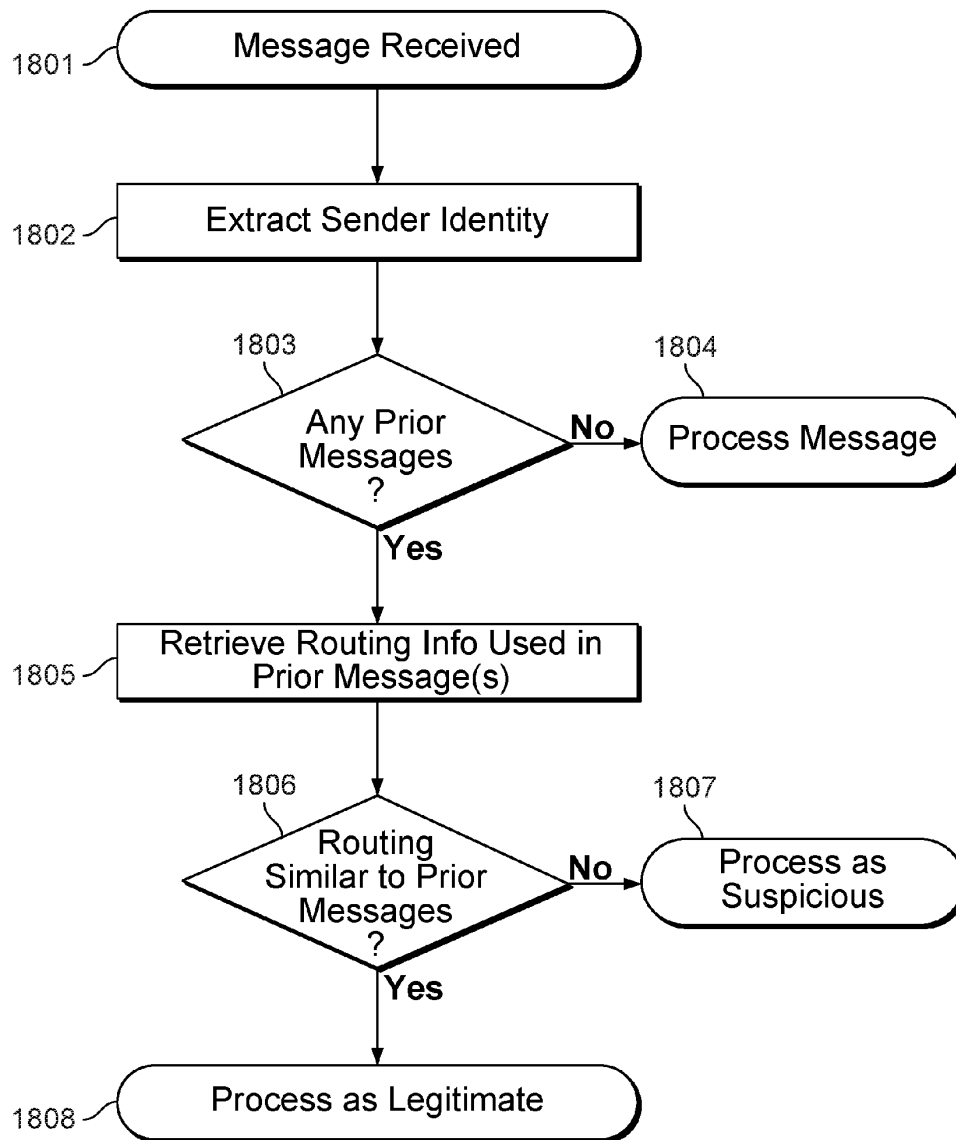 1801
Message Received
1802
Extract Sender Identity
1803
Any Prior
Messages
?
No
1804
Process Message
Yes
1805
Retrieve Routing Info Used in
Prior Message(s)
1806
Routing
Similar to Prior
Messages
?
No
1807
Process as
Suspicious
Yes
1808
Process as Legitimate